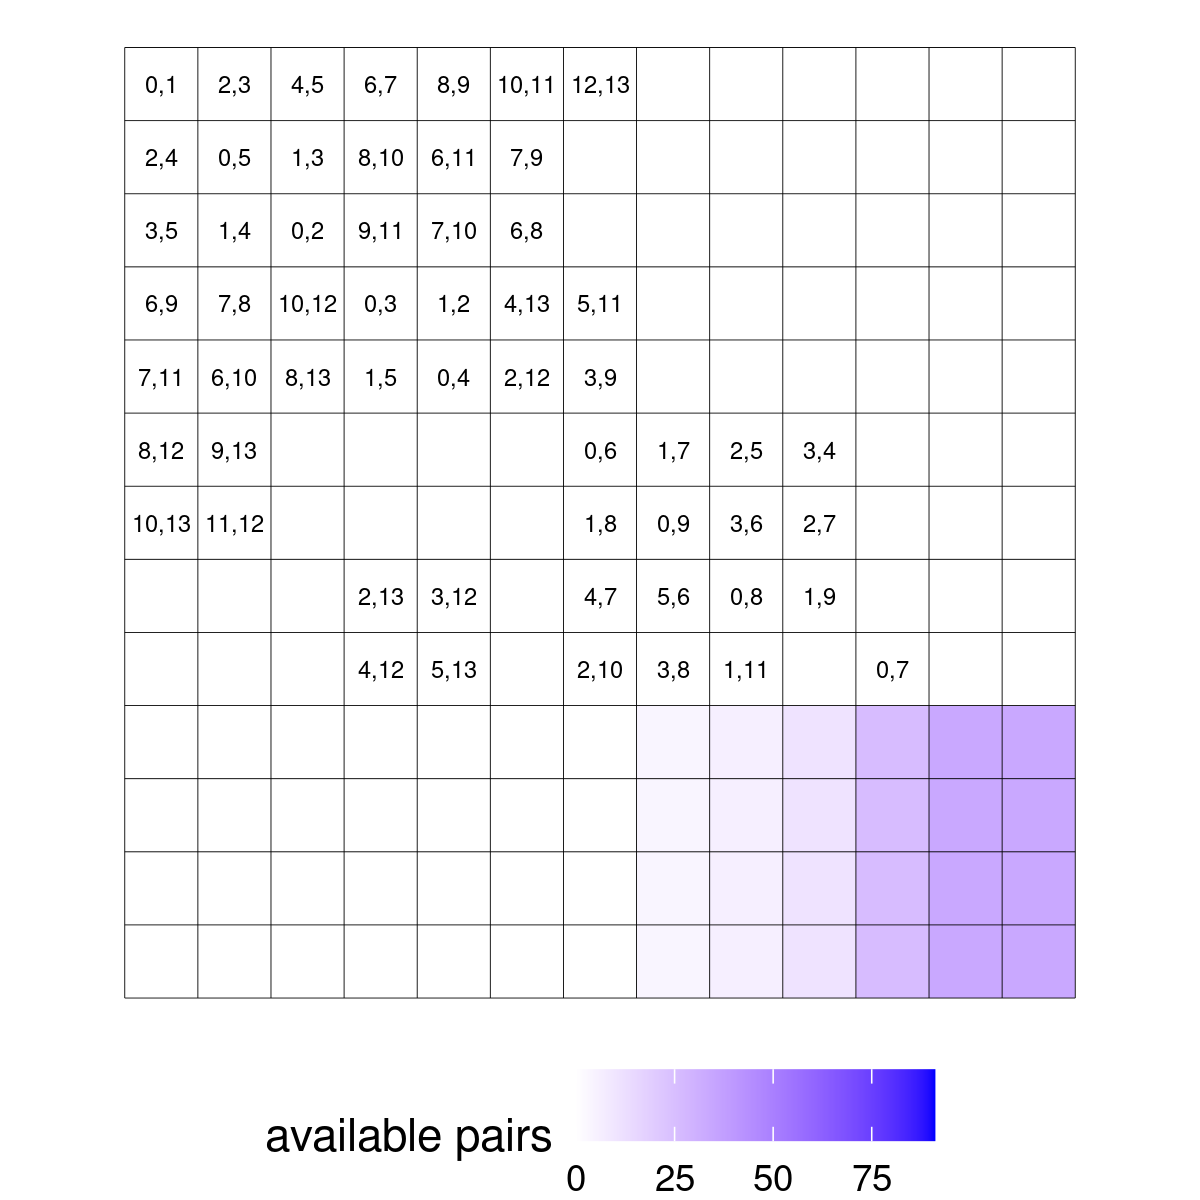 0,1 2,3 4,5 6,7 8,9 10,11 12,13
2,4 0,5 1,3 8,10 6,11 7,9
3,5 1,4 0,2 9,11 7,10 6,8
6,9 7,8 10,12 0,3 1,2 4,13 5,11
7,11 6,10 8,13 1,5 0,4 2,12 3,9
8,12 9,13 0,6 1,7 2,5 3,4
10,13 11,12 1,8 0,9 3,6 2,7
2,13 3,12 4,7 5,6 0,8 1,9
4,12 5,13 2,10 3,8 1,11 0,7
available pairs
0 25 50 75